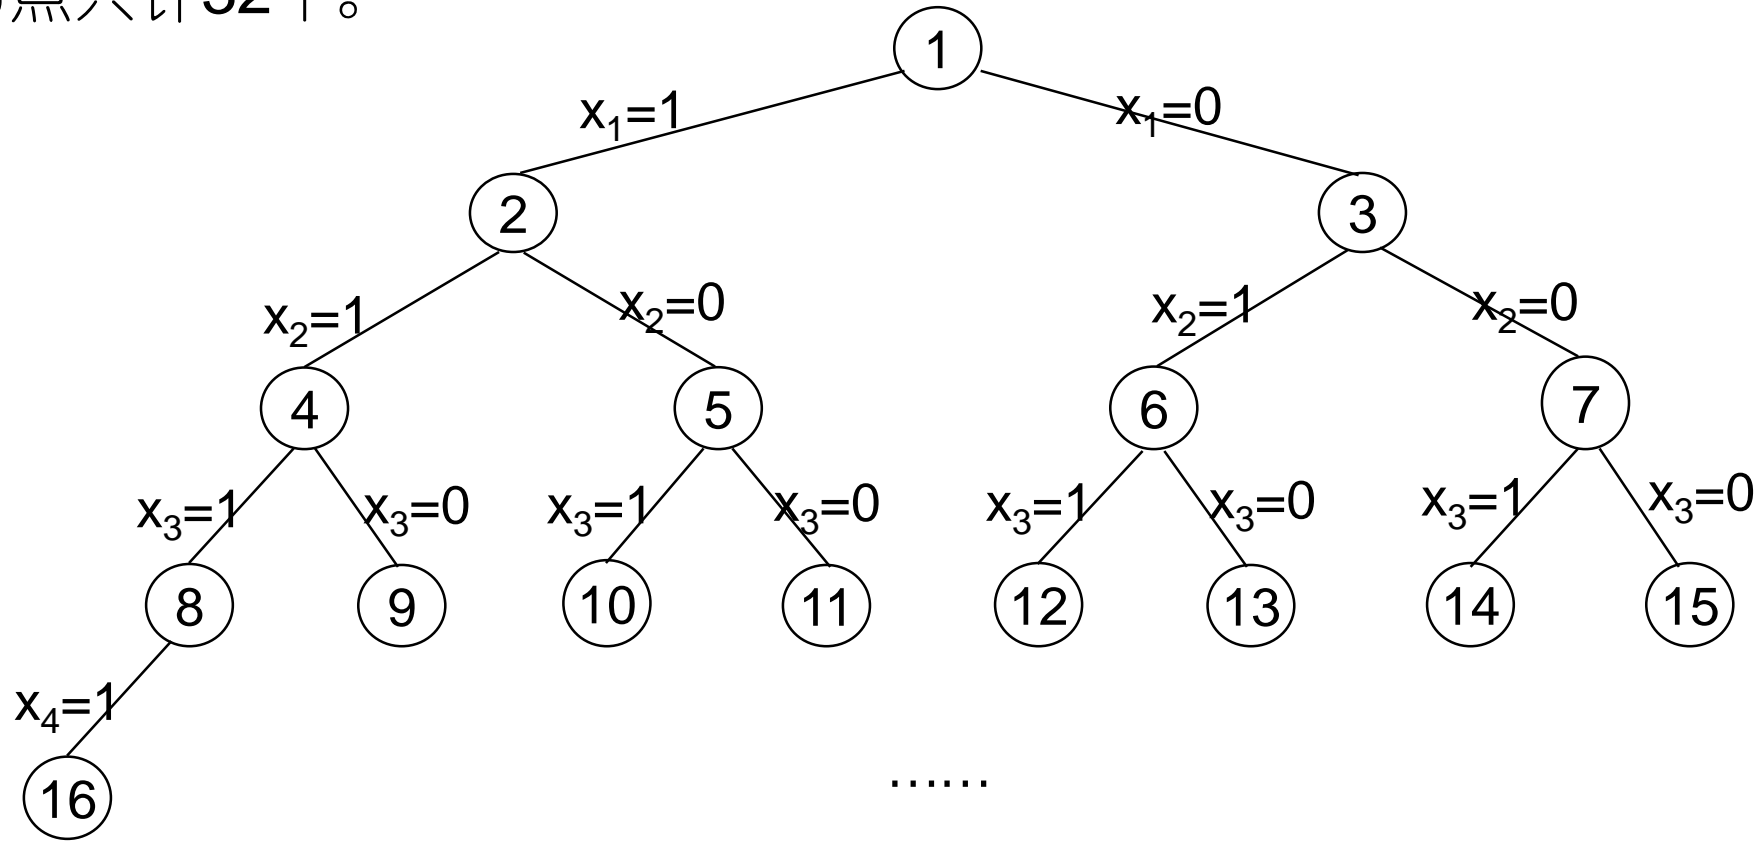 点共计32个。
1
x₁=1 x₁=0
2 3
x₂=1 x₂=0 x₂=1 x₂=0
4 5 6 7
x₃=1 x₃=0 x₃=1 x₃=0 x₃=1 x₃=0 x₃=1 x₃=0
8 9 10 11 12 13 14 15
x₄=1
16 ……